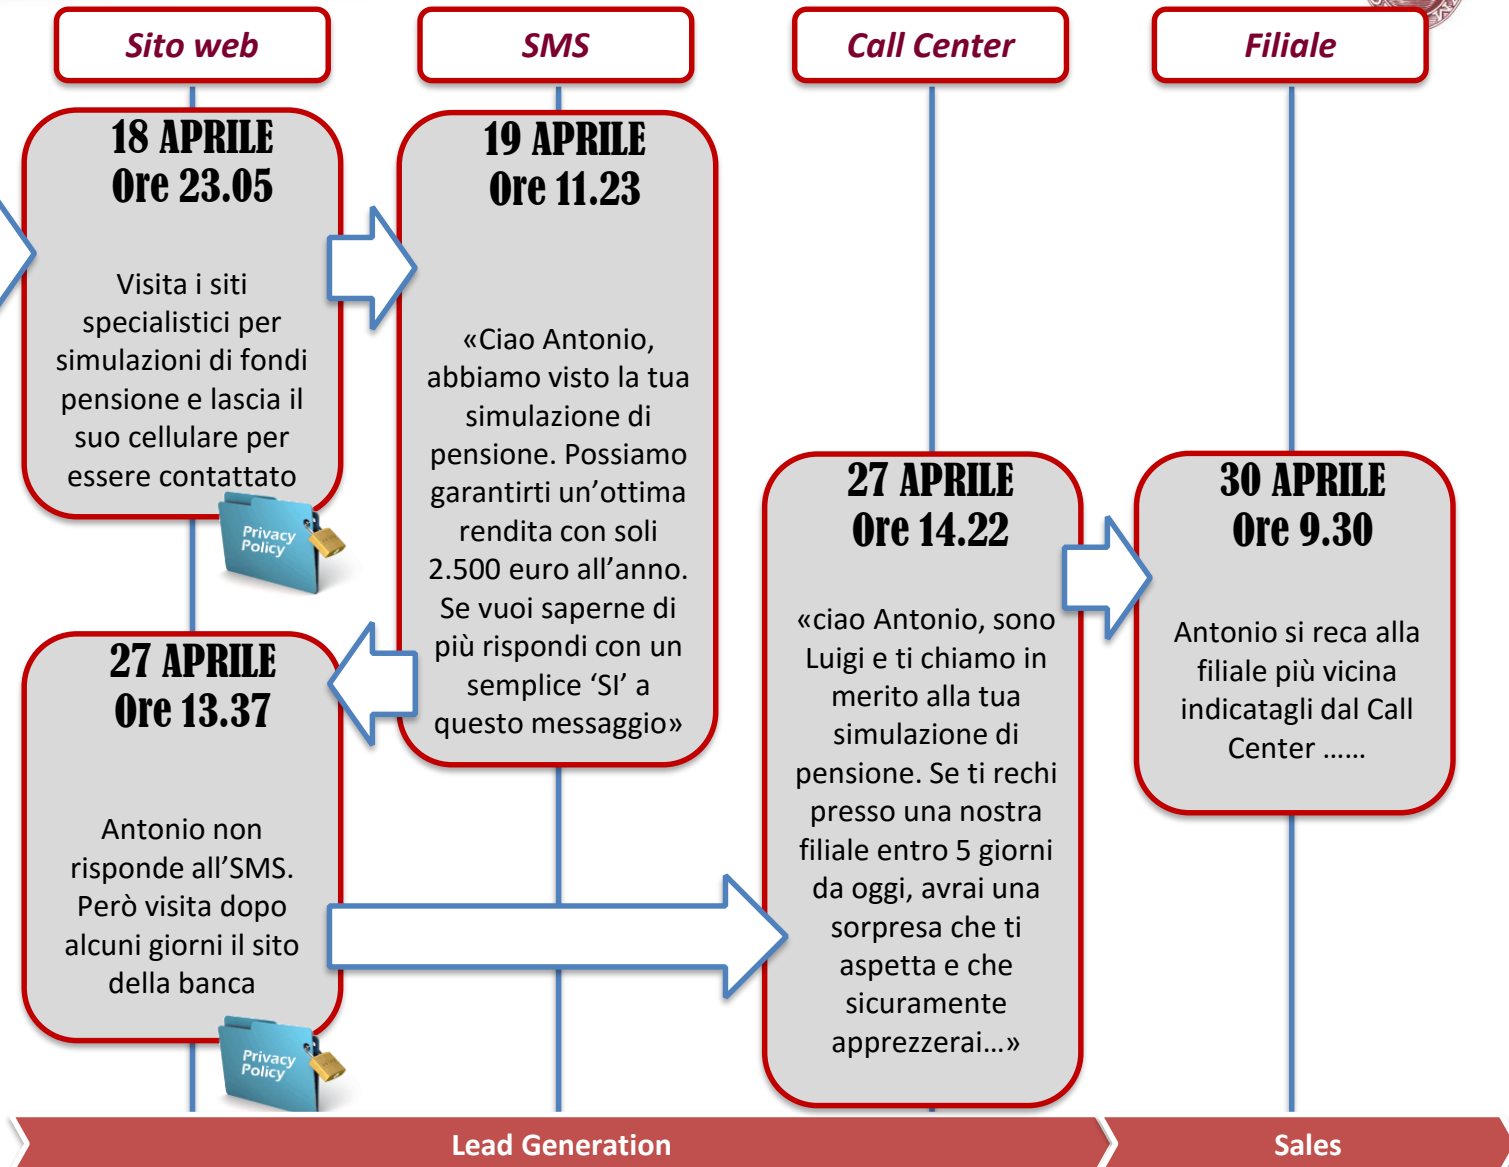 Sito web
SMS
Call Center
Filiale
18 APRILE
Ore 23.05
Visita i siti
specialistici per
simulazioni di fondi
pensione e lascia il
suo cellulare per
essere contattato
Privacy
Policy
19 APRILE
Ore 11.23
«Ciao Antonio,
abbiamo visto la tua
simulazione di
pensione. Possiamo
garantirti un’ottima
rendita con soli
2.500 euro all’anno.
Se vuoi saperne di
più rispondi con un
semplice ‘SI’ a
questo messaggio»
27 APRILE
Ore 13.37
Antonio non
risponde all’SMS.
Però visita dopo
alcuni giorni il sito
della banca
Privacy
Policy
27 APRILE
Ore 14.22
«ciao Antonio, sono
Luigi e ti chiamo in
merito alla tua
simulazione di
pensione. Se ti rechi
presso una nostra
filiale entro 5 giorni
da oggi, avrai una
sorpresa che ti
aspetta e che
sicuramente
apprezzerai…»
30 APRILE
Ore 9.30
Antonio si reca alla
filiale più vicina
indicatagli dal Call
Center ……
Lead Generation
Sales